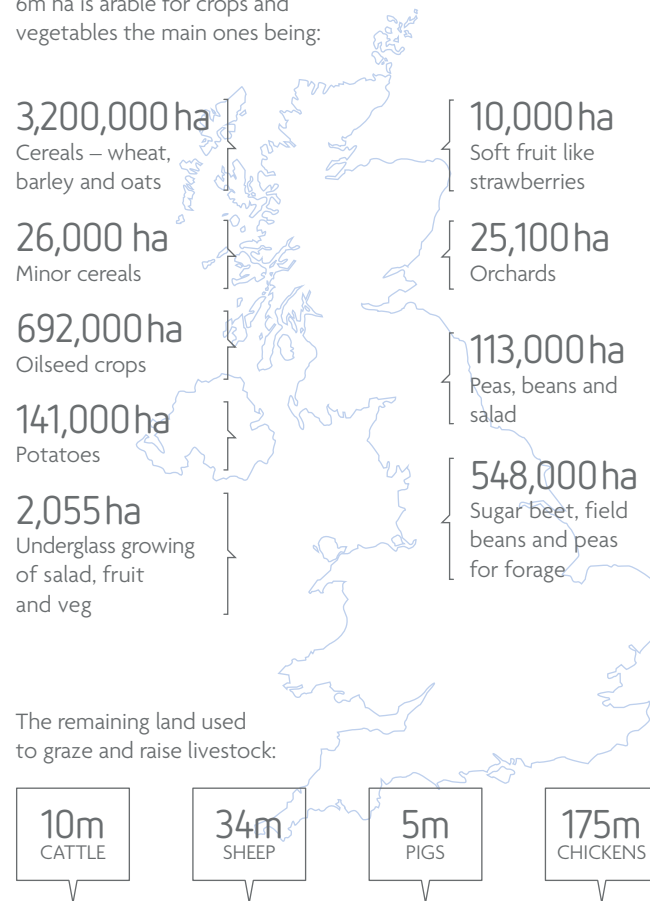 6m ha is arable for crops and
vegetables the main ones being:
3,200,000 ha
Cereals – wheat,
barley and oats
26,000 ha
Minor cereals
692,000 ha
Oilseed crops
141,000 ha
Potatoes
2,055 ha
Underglass growing
of salad, fruit
and veg
10,000 ha
Soft fruit like
strawberries
25,100 ha
Orchards
113,000 ha
Peas, beans and
salad
548,000 ha
Sugar beet, field
beans and peas
for forage
The remaining land used
to graze and raise livestock:
10m
CATTLE
34m
SHEEP
5m
PIGS
175m
CHICKENS